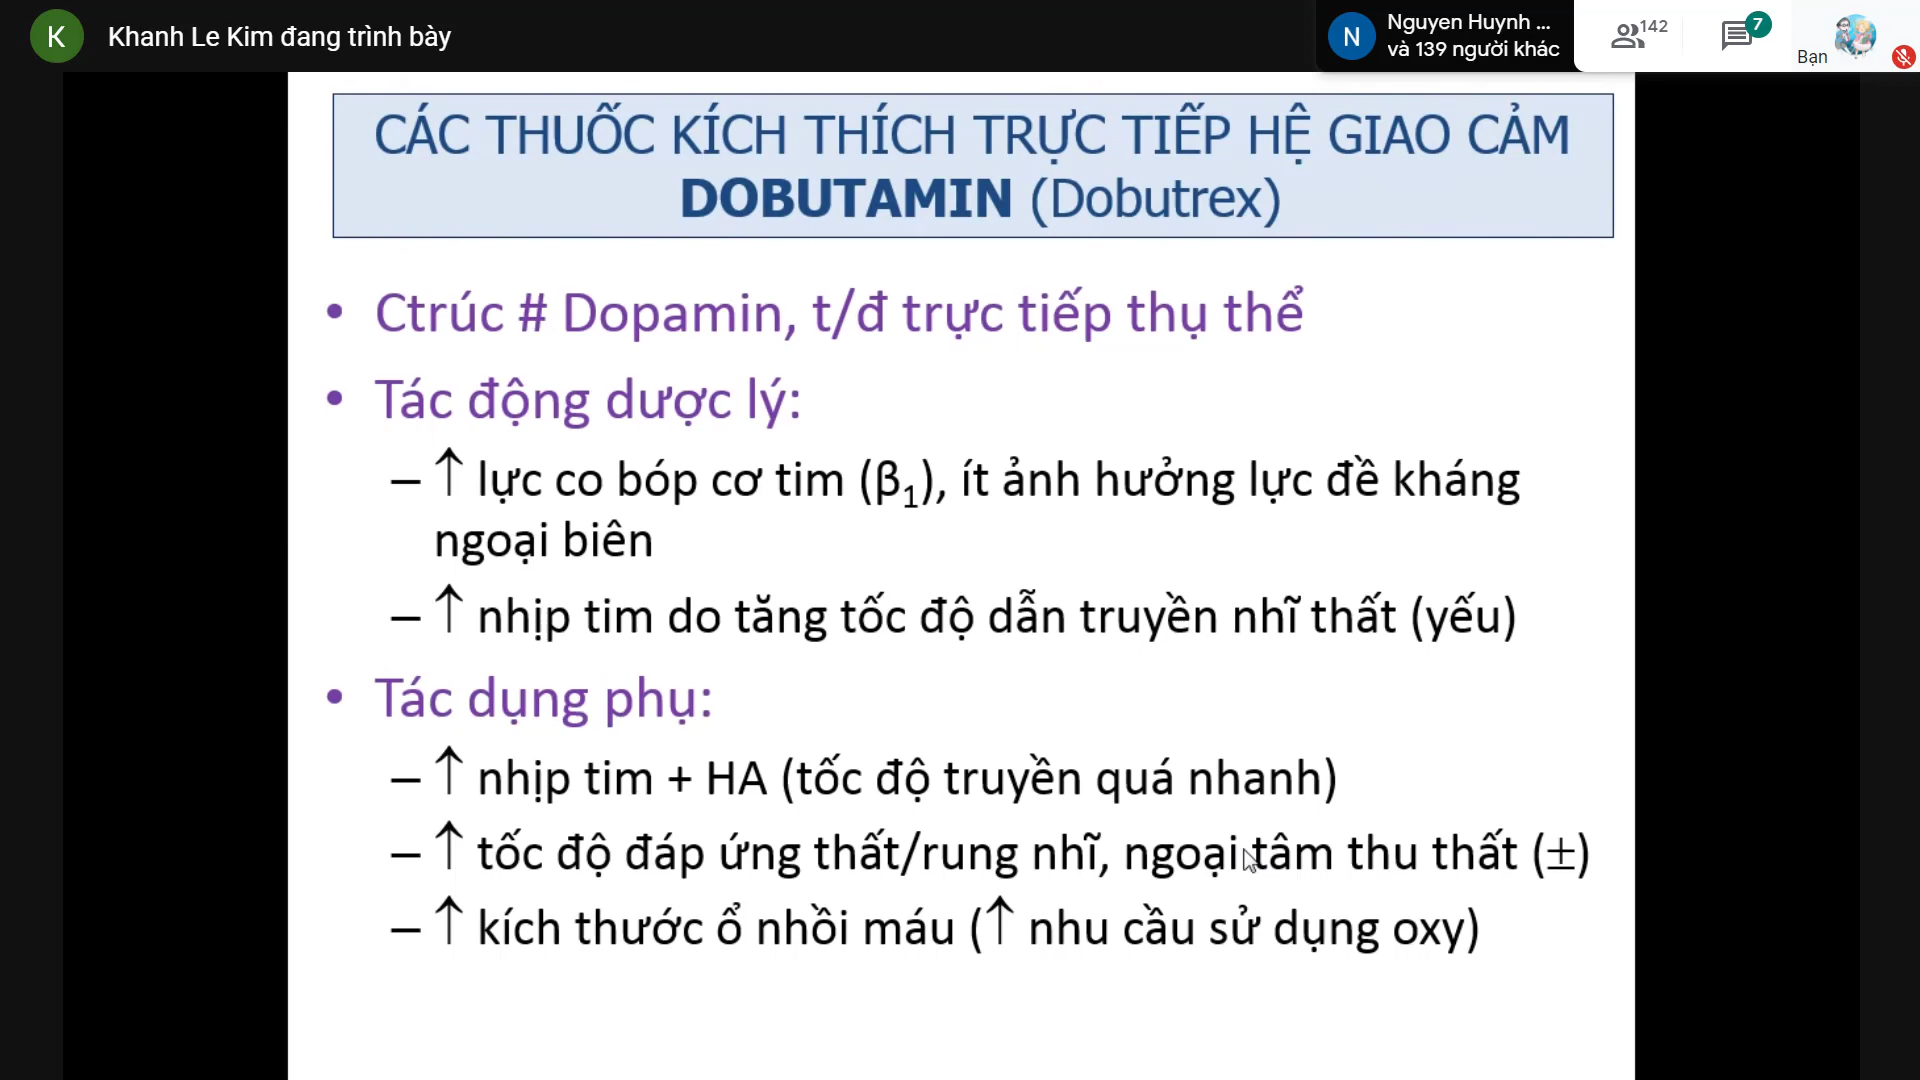 K
Khanh Le Kim đang trình bày
N
Nguyen Huynh ...
và 139 người khác
142
7
Bạn
CÁC THUỐC KÍCH THÍCH TRỰC TIẾP HỆ GIAO CẢM
DOBUTAMIN (Dobutrex)
• Ctrúc # Dopamin, t/đ trực tiếp thụ thể
• Tác động dược lý:
– ↑ lực co bóp cơ tim (β₁), ít ảnh hưởng lực đề kháng
ngoại biên
– ↑ nhịp tim do tăng tốc độ dẫn truyền nhĩ thất (yếu)
• Tác dụng phụ:
– ↑ nhịp tim + HA (tốc độ truyền quá nhanh)
– ↑ tốc độ đáp ứng thất/rung nhĩ, ngoại tâm thu thất (±)
– ↑ kích thước ổ nhồi máu (↑ nhu cầu sử dụng oxy)